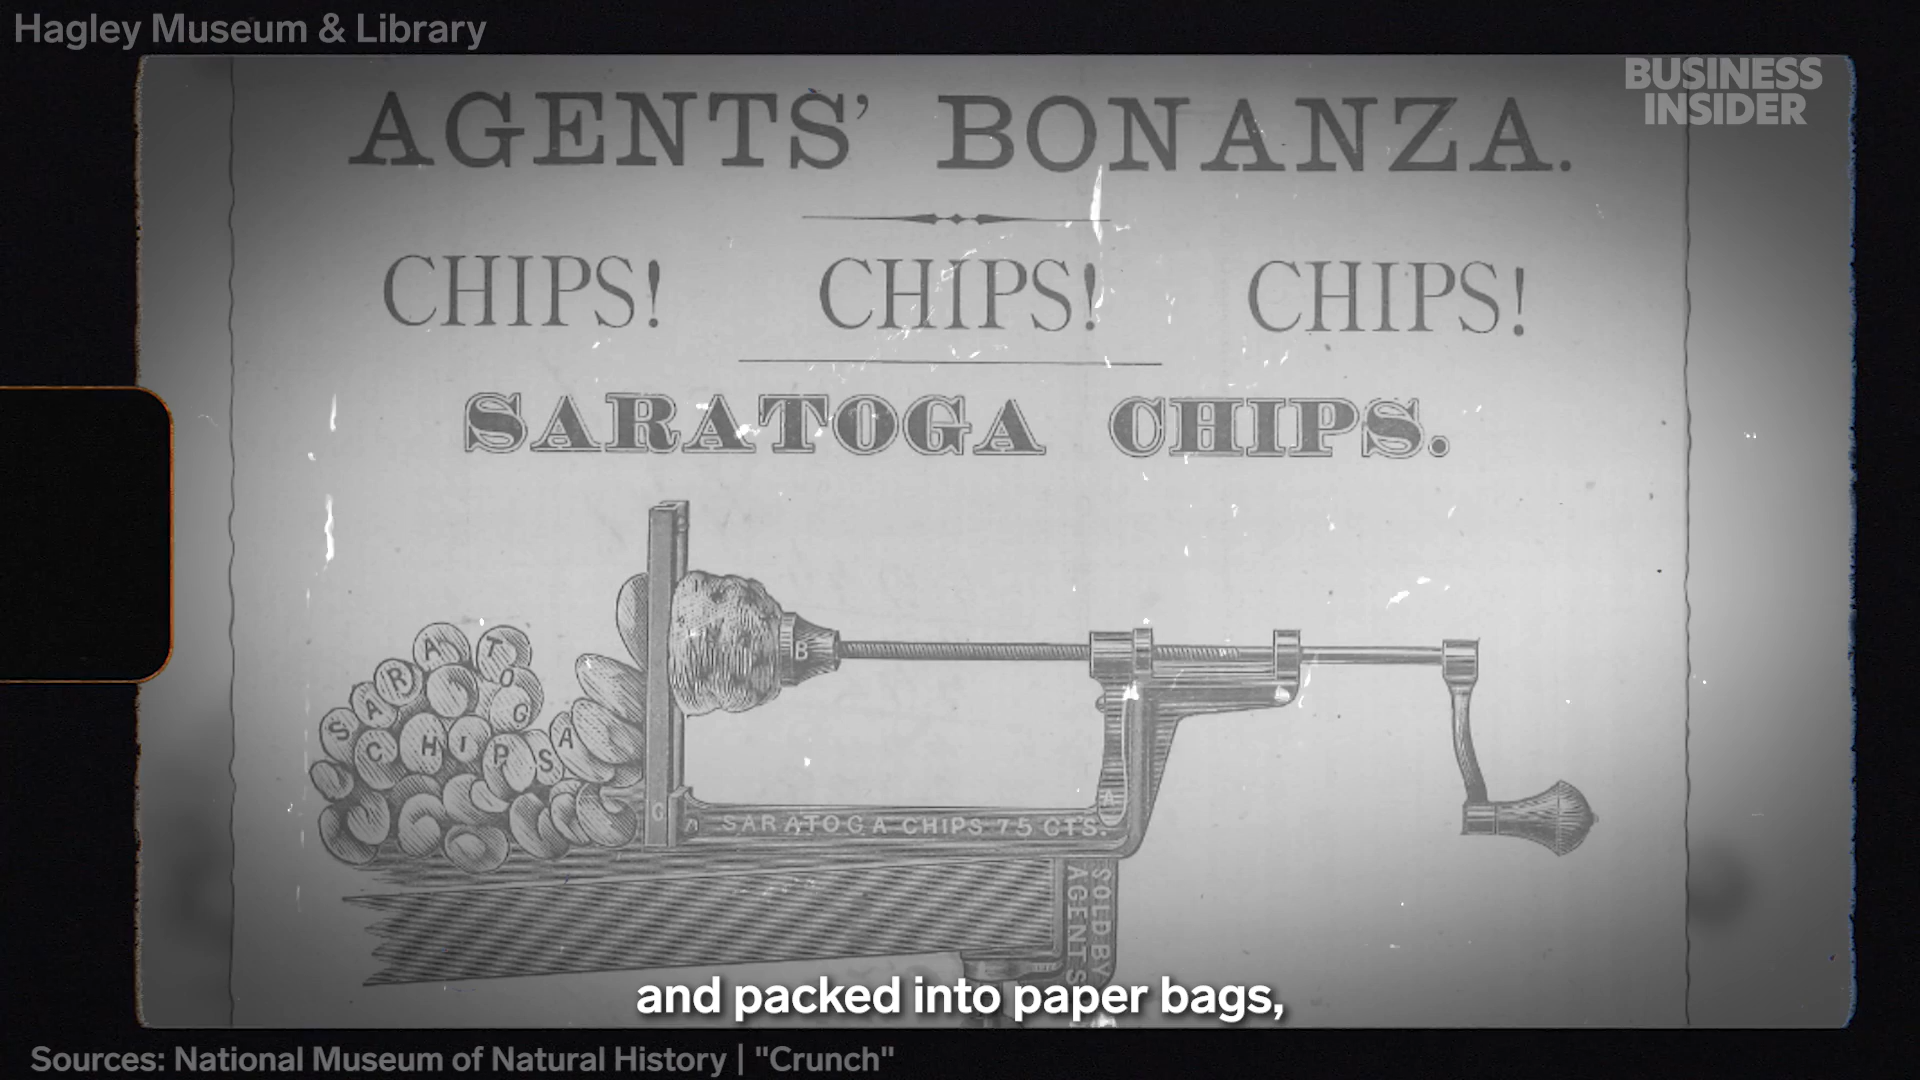 Hagley Museum & Library
BUSINESS
INSIDER
AGENTS' BONANZA.
CHIPS! CHIPS! CHIPS!
SARATOGA CHIPS.
B
SARATOGA
CHIPS
G
A
SARATOGA CHIPS 75 CTS.
SOLD BY
AGENTS
and packed into paper bags,
Sources: National Museum of Natural History | "Crunch"